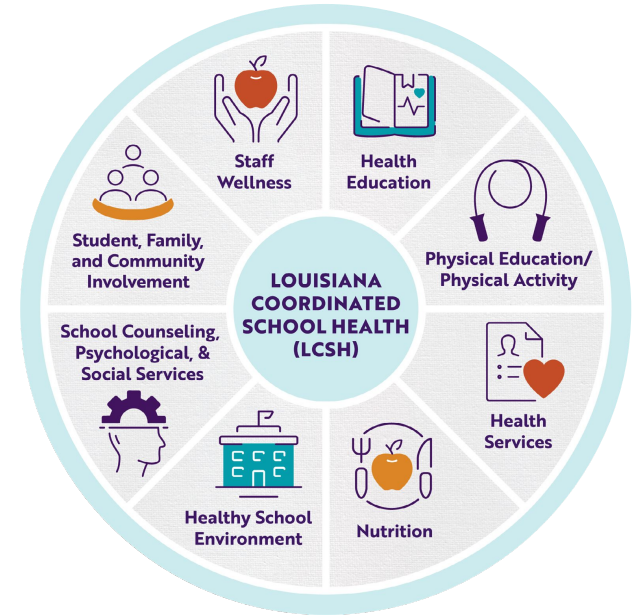 Staff
Wellness
Health
Education
Physical Education/
Physical Activity
Health
Services
Nutrition
Healthy School
Environment
School Counseling,
Psychological, &
Social Services
Student, Family,
and Community
Involvement
LOUISIANA
COORDINATED
SCHOOL HEALTH
(LCSH)